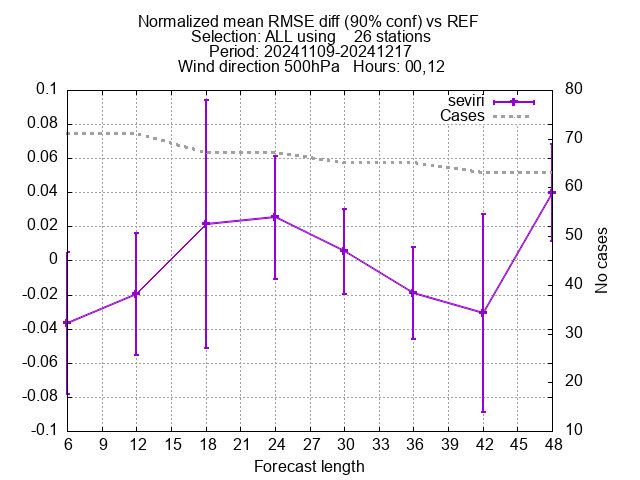 Normalized mean RMSE diff (90% conf) vs REF
Selection: ALL using    26 stations
Period: 20241109-20241217
Wind direction 500hPa   Hours: 00,12
seviri
Cases
0.1
0.08
0.06
0.04
0.02
0
-0.02
-0.04
-0.06
-0.08
-0.1
80
70
60
50
40
30
20
10
No cases
6 9 12 15 18 21 24 27 30 33 36 39 42 45 48
Forecast length